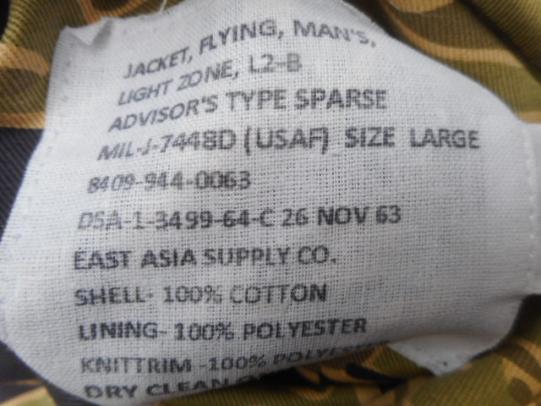 JACKET, FLYING, MAN'S,
LIGHT ZONE, L2-B
ADVISOR'S TYPE SPARSE
MIL-J-7448D (USAF) SIZE LARGE
8409-944-0063
DSA-1-3499-64-C 26 NOV 63
EAST ASIA SUPPLY CO.
SHELL- 100% COTTON
LINING- 100% POLYESTER
KNITTRIM -100% POLYESTER
DRY CLEAN